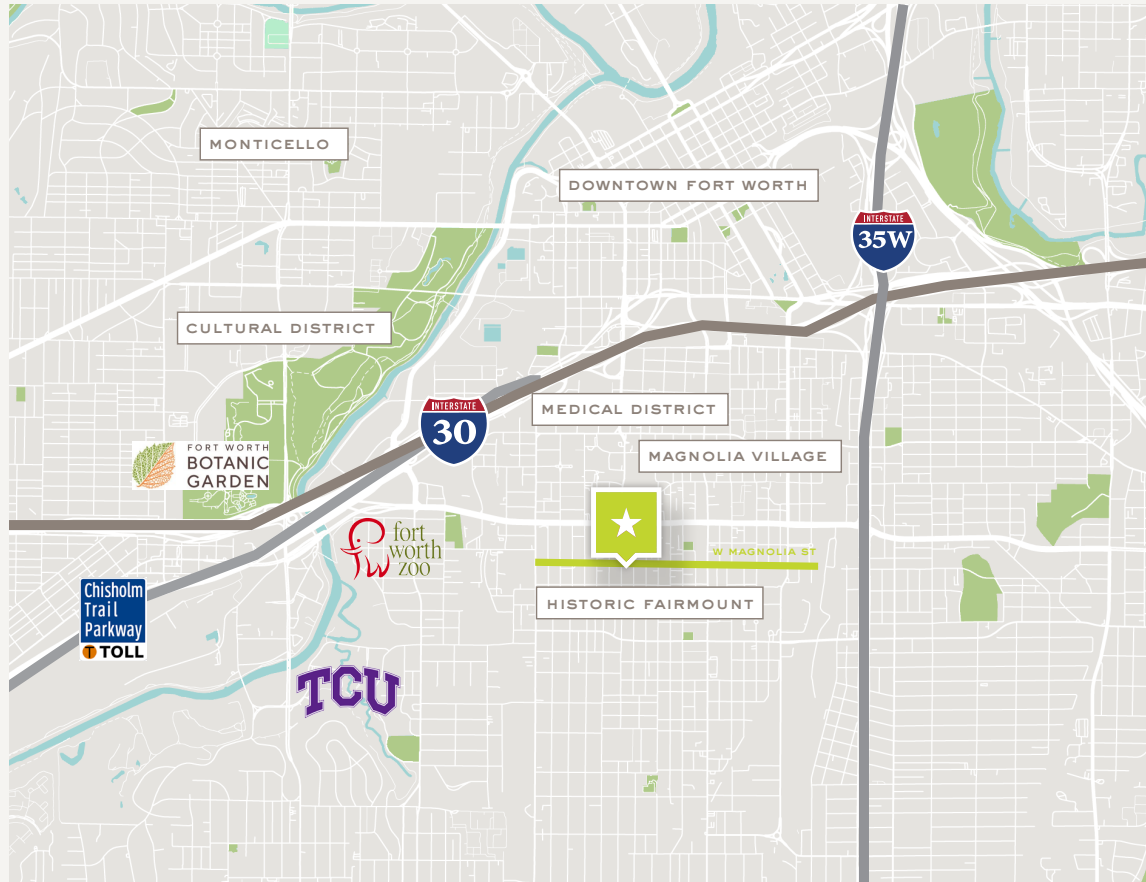 MONTICELLO
DOWNTOWN FORT WORTH
INTERSTATE
35W
CULTURAL DISTRICT
INTERSTATE
30
MEDICAL DISTRICT
MAGNOLIA VILLAGE
FORT WORTH
BOTANIC
GARDEN
fort
worth
zoo
W MAGNOLIA ST
HISTORIC FAIRMOUNT
Chisholm
Trail
Parkway
T TOLL
TCU